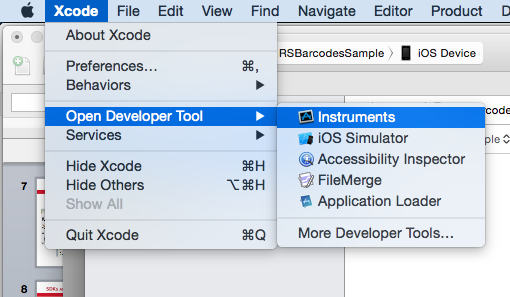 Xcode File Edit View Find Navigate Editor Product
About Xcode
Preferences… ⌘,
Behaviors ▶
Open Developer Tool ▶
Services ▶
Hide Xcode ⌘H
Hide Others ⌥⌘H
Show All
Quit Xcode ⌘Q
RSBarcodesSample › iOS Device
Instruments
iOS Simulator
Accessibility Inspector
FileMerge
Application Loader
More Developer Tools…
7
8
SDKs